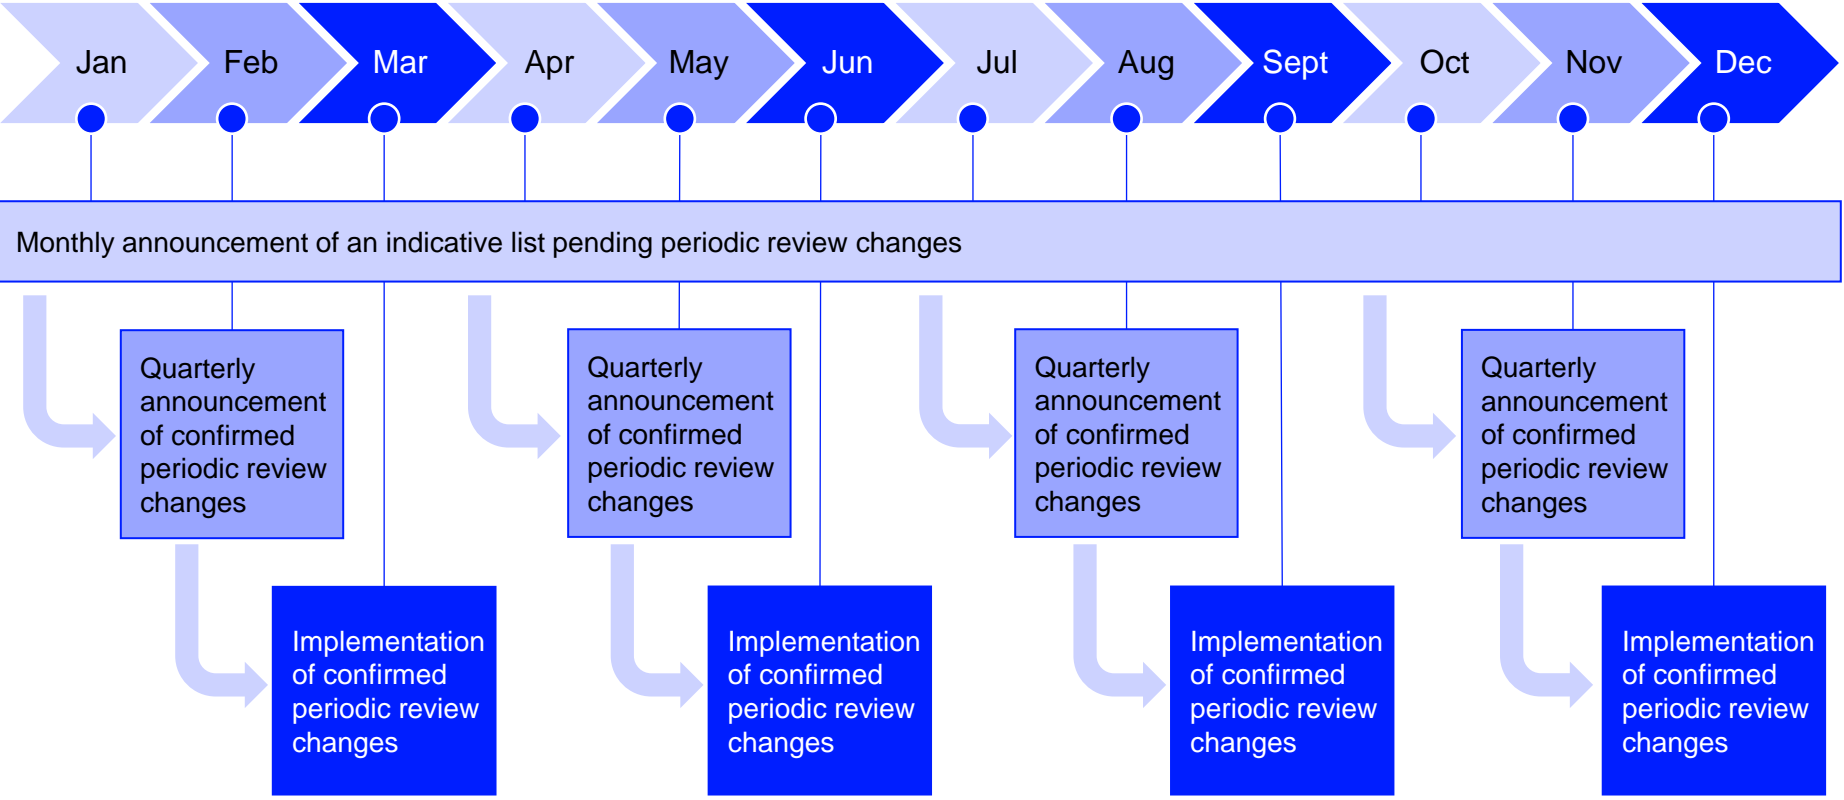 Jan Feb Mar Apr May Jun Jul Aug Sept Oct Nov Dec
Monthly announcement of an indicative list pending periodic review changes
Quarterly
announcement
of confirmed
periodic review
changes
Quarterly
announcement
of confirmed
periodic review
changes
Quarterly
announcement
of confirmed
periodic review
changes
Quarterly
announcement
of confirmed
periodic review
changes
Implementation
of confirmed
periodic review
changes
Implementation
of confirmed
periodic review
changes
Implementation
of confirmed
periodic review
changes
Implementation
of confirmed
periodic review
changes